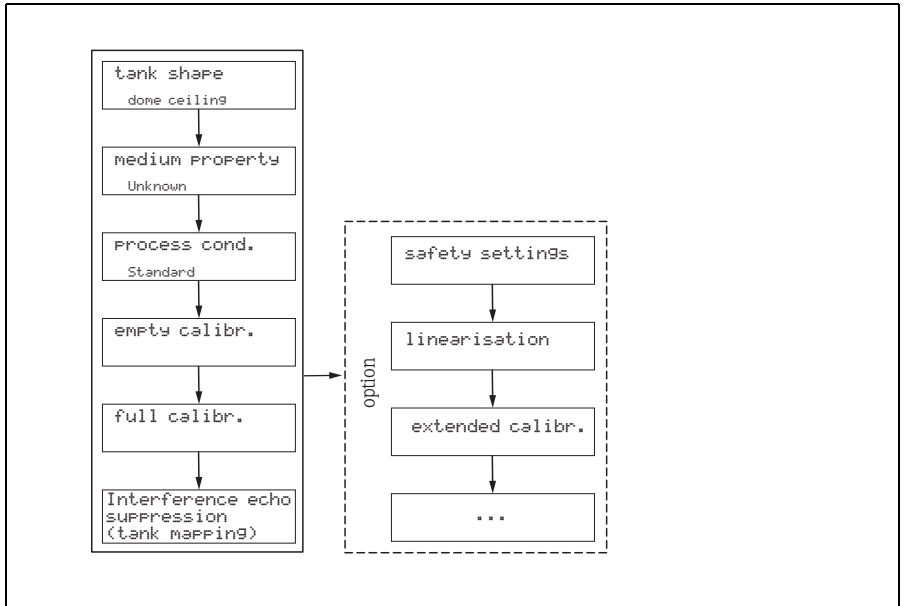 tank shape
dome ceiling
medium property
Unknown
process cond.
Standard
empty calibr.
full calibr.
Interference echo
suppression
(tank mapping)
option
safety settings
linearisation
extended calibr.
...